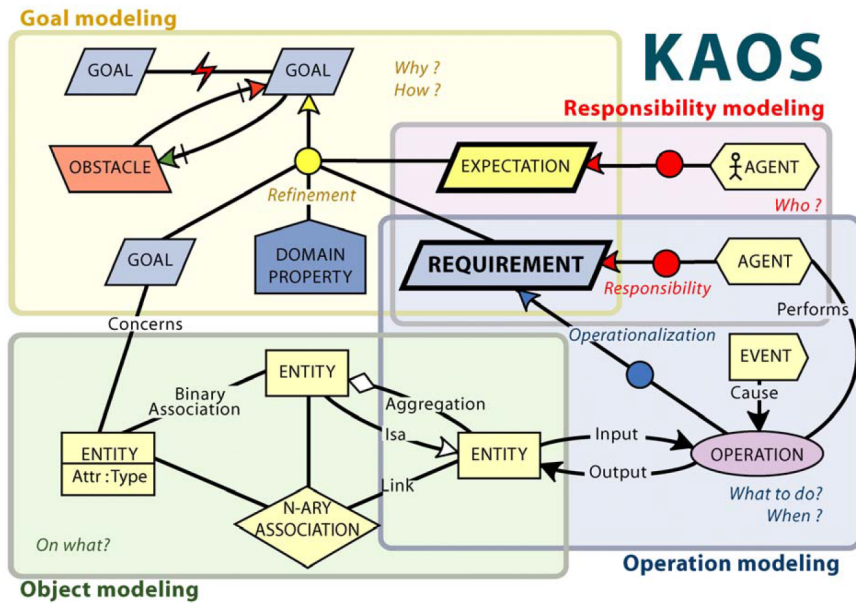 Goal modeling
KAOS
GOAL
GOAL
Why ?
How ?
Responsibility modeling
OBSTACLE
EXPECTATION
AGENT
Refinement
Who ?
GOAL
DOMAIN
PROPERTY
REQUIREMENT
AGENT
Responsibility
Concerns
Performs
Operationalization
EVENT
ENTITY
Binary
Association
Aggregation
Cause
Isa
Input
ENTITY
Attr : Type
ENTITY
OPERATION
Output
Link
N-ARY
ASSOCIATION
What to do?
When ?
On what?
Operation modeling
Object modeling